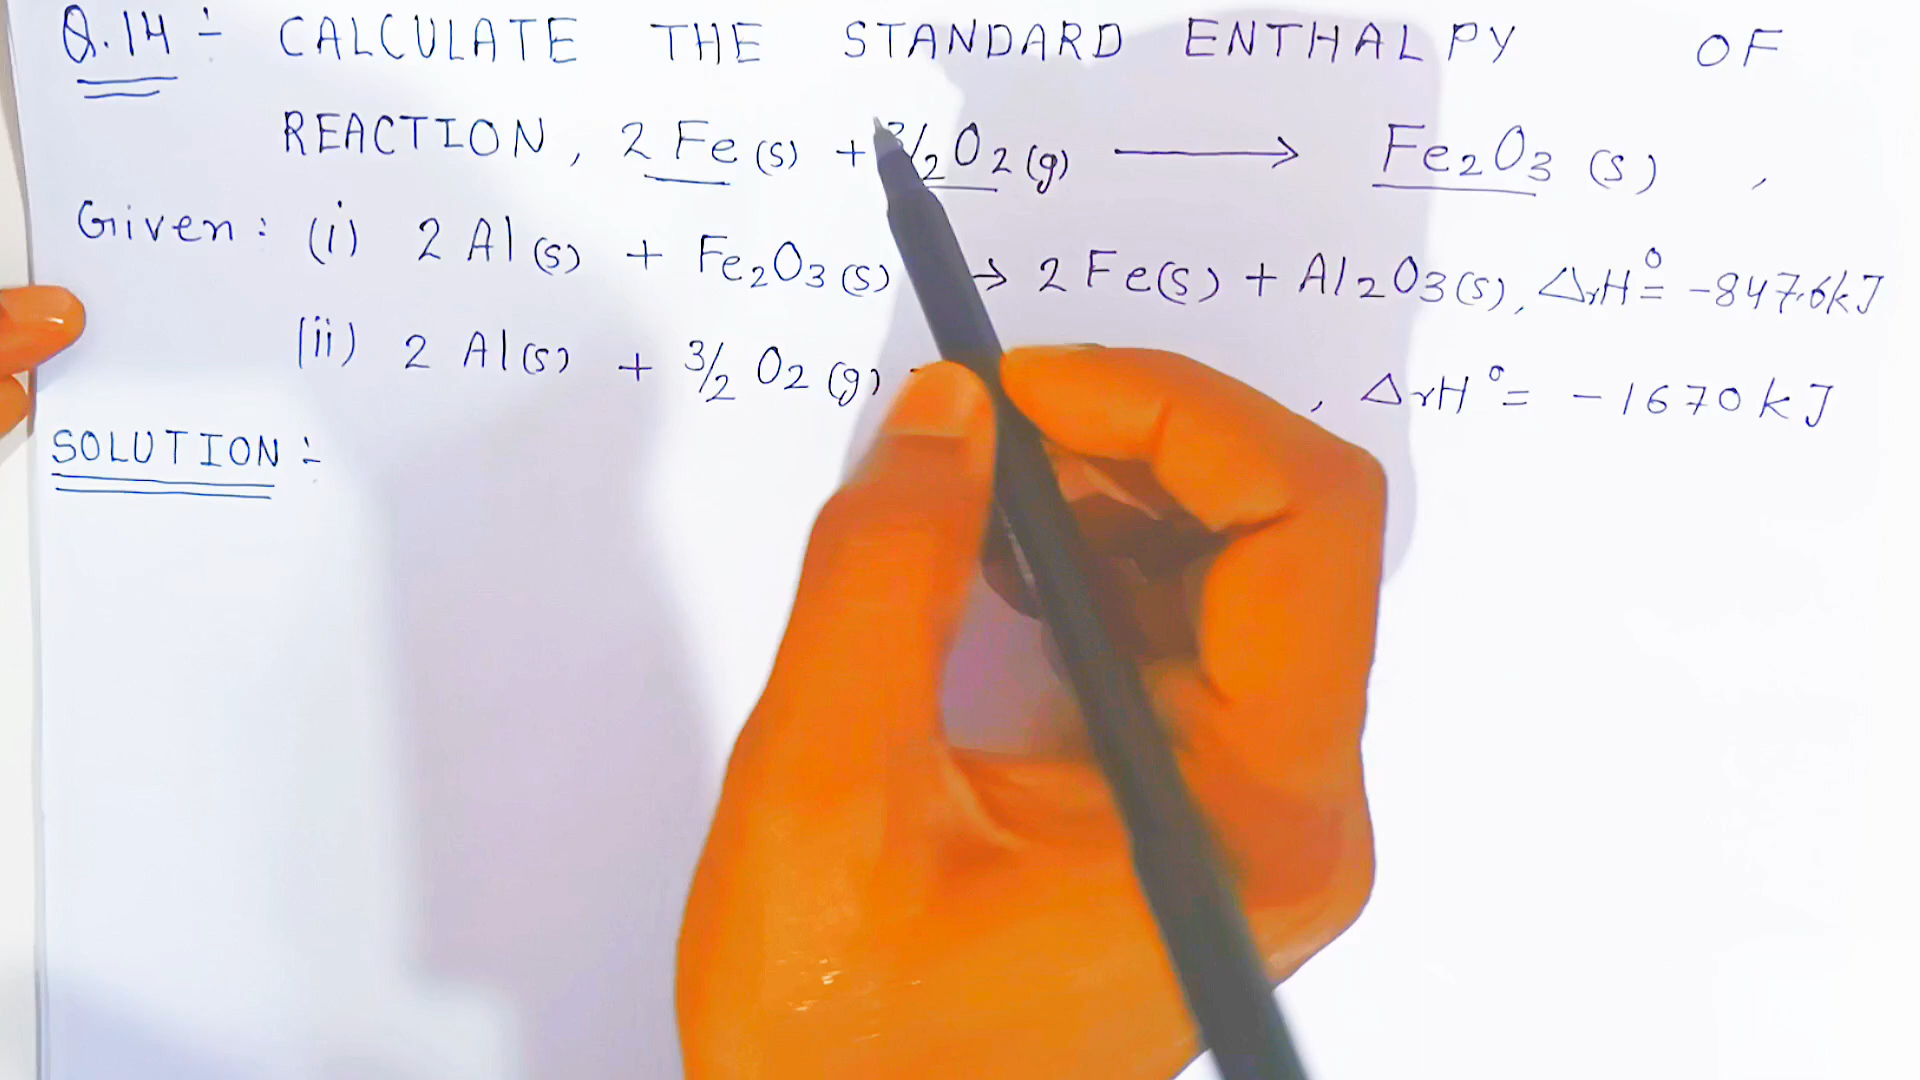 Q.14 :- CALCULATE THE STANDARD ENTHALPY OF
REACTION, 2 Fe (s) + 3/2 O2 (g) ⟶ Fe2O3 (s) ,
Given : (i) 2 Al (s) + Fe2O3 (s) → 2 Fe(s) + Al2O3 (s), ΔrH° = -847.6kJ
(ii) 2 Al (s) + 3/2 O2 (g) , ΔrH° = -1670 kJ
SOLUTION :-